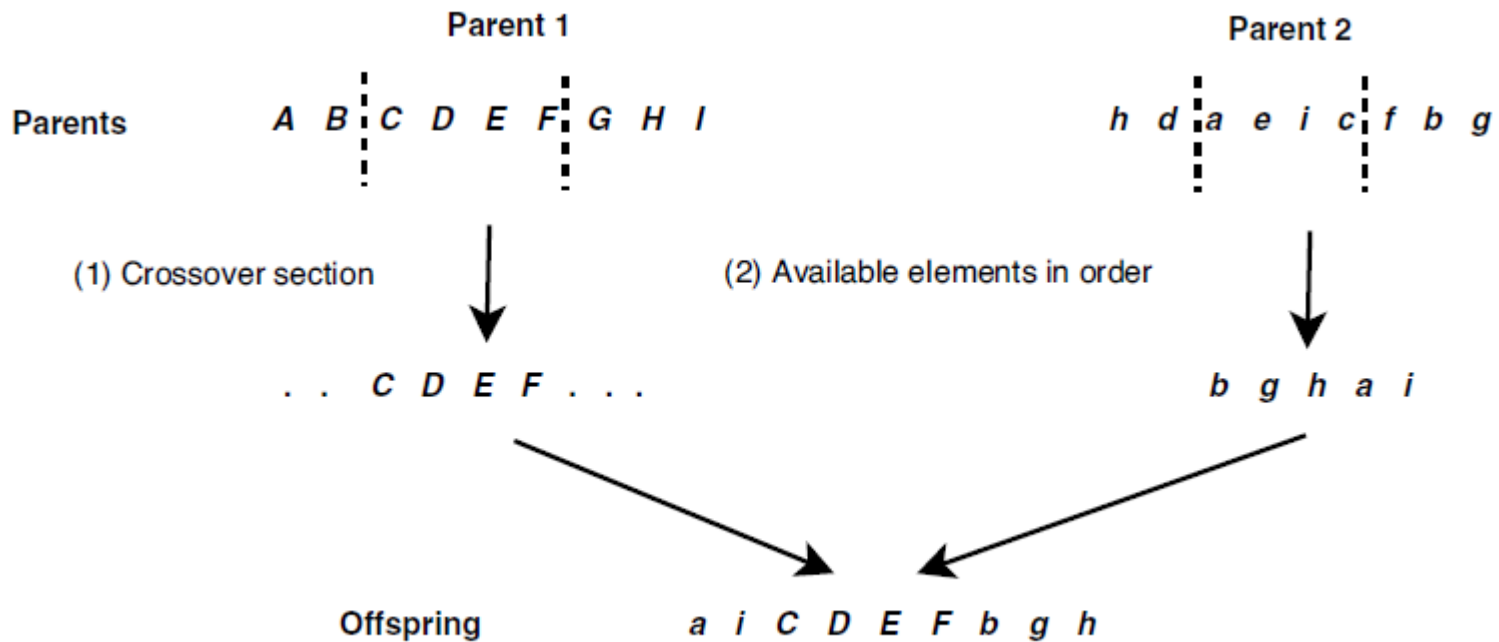 Parent 1 Parent 2
Parents A B C D E F G H I h d a e i c f b g
(1) Crossover section (2) Available elements in order
. . C D E F . . . b g h a i
Offspring a i C D E F b g h